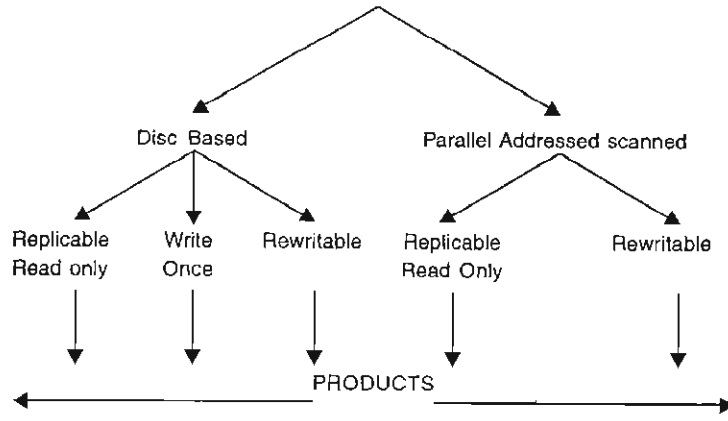 Disc Based
Parallel Addressed scanned
Replicable
Read only
Write
Once
Rewritable
Replicable
Read Only
Rewritable
PRODUCTS